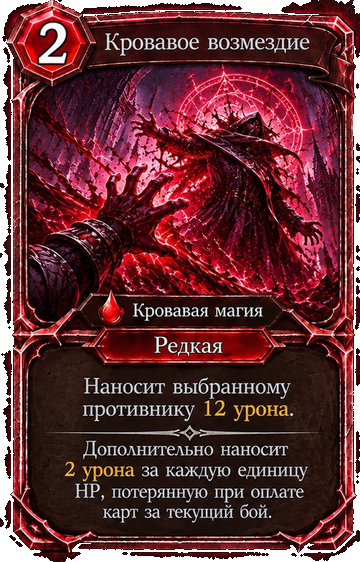 2
Кровавое возмездие
Кровавая магия
Редкая
Наносит выбранному
противнику 12 урона.
Дополнительно наносит
2 урона за каждую единицу
HP, потерянную при оплате
карт за текущий бой.